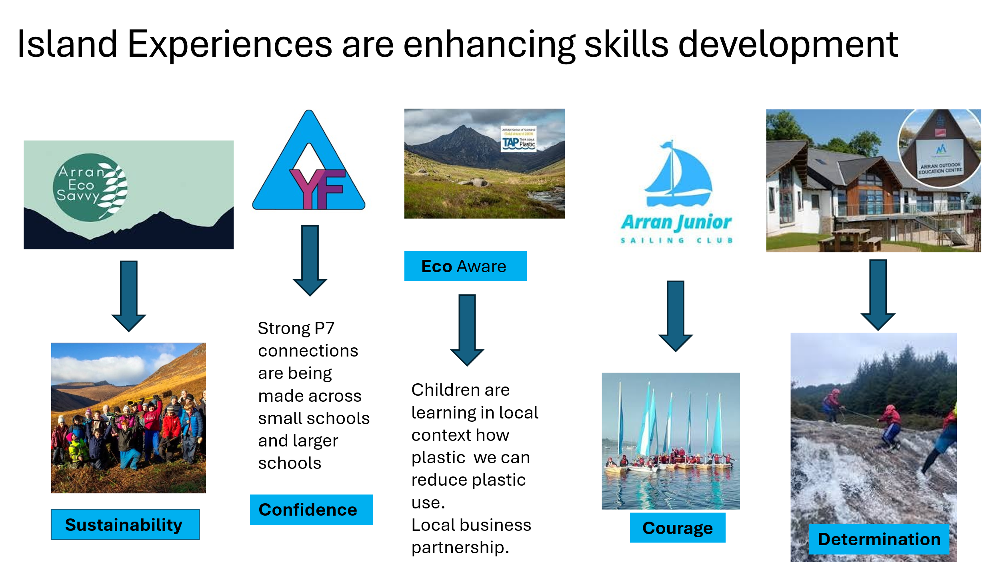 Island Experiences are enhancing skills development
Arran
Eco
Savvy
YF
ARRAN Sense of Scotland
Gold Award 2020
TAP Think About
Plastic
Arran Junior
SAILING CLUB
ARRAN OUTDOOR
EDUCATION CENTRE
Eco Aware
Strong P7
connections
are being
made across
small schools
and larger
schools
Confidence
Children are
learning in local
context how
plastic  we can
reduce plastic
use.
Local business
partnership.
Sustainability
Courage
Determination